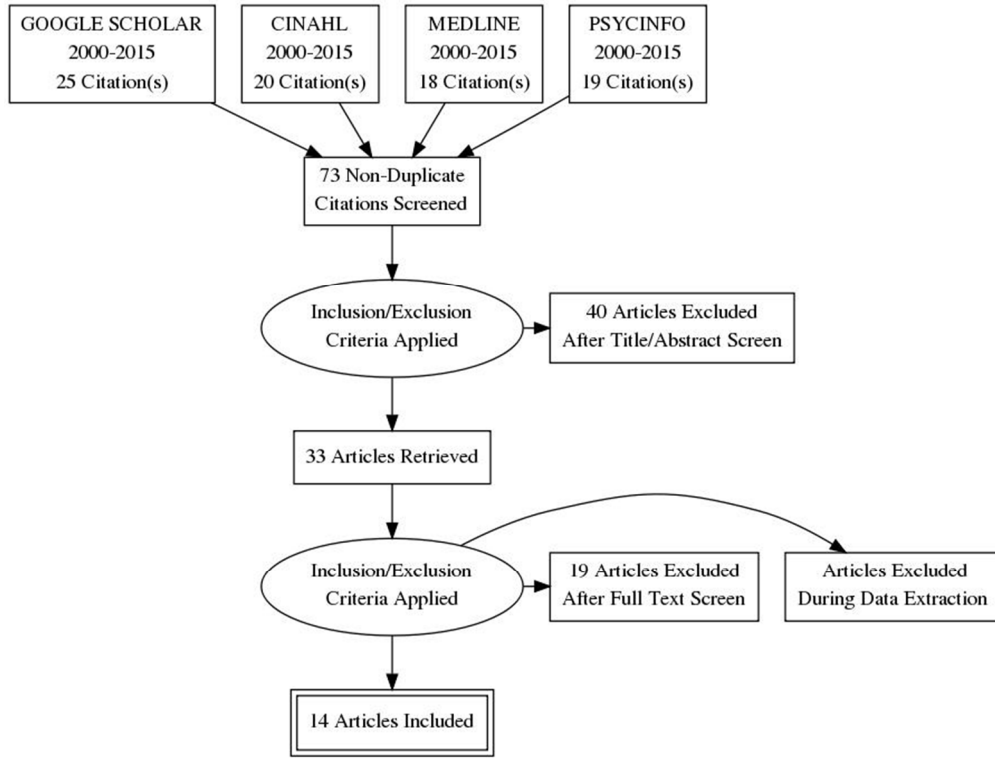 GOOGLE SCHOLAR
2000-2015
25 Citation(s)
CINAHL
2000-2015
20 Citation(s)
MEDLINE
2000-2015
18 Citation(s)
PSYCINFO
2000-2015
19 Citation(s)
73 Non-Duplicate
Citations Screened
Inclusion/Exclusion
Criteria Applied
40 Articles Excluded
After Title/Abstract Screen
33 Articles Retrieved
Inclusion/Exclusion
Criteria Applied
19 Articles Excluded
After Full Text Screen
Articles Excluded
During Data Extraction
14 Articles Included